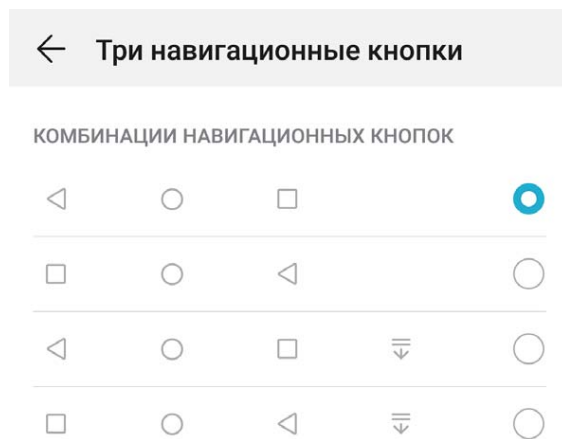 Три навигационные кнопки
КОМБИНАЦИИ НАВИГАЦИОННЫХ КНОПОК